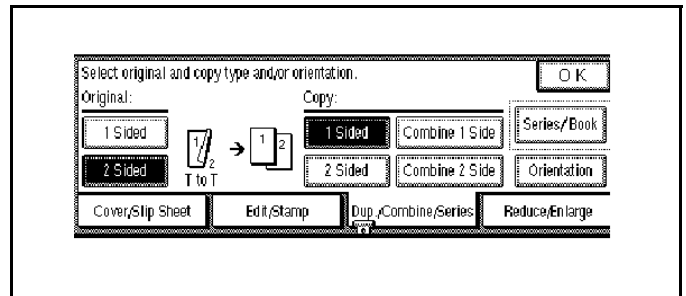 Select original and copy type and/or orientation.
OK
Original:
Copy:
1 Sided
1 Sided
Combine 1 Side
Series/Book
1
2
→
1
2
2 Sided
T to T
2 Sided
Combine 2 Side
Orientation
Cover/Slip Sheet
Edit/Stamp
Dup./Combine/Series
Reduce/Enlarge